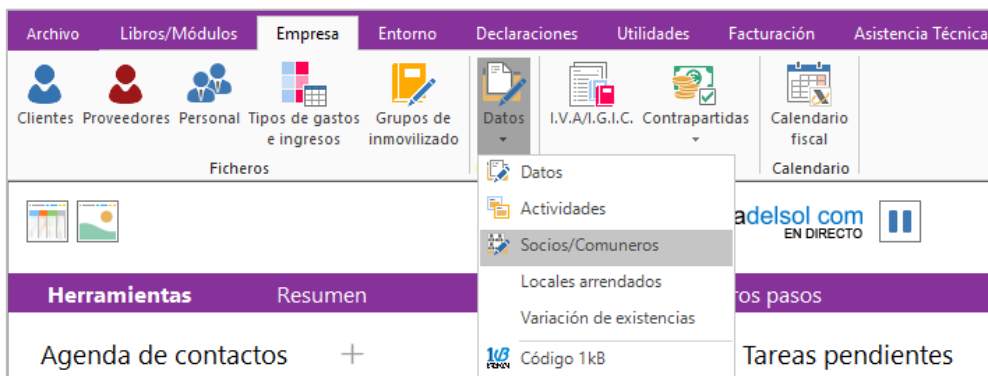 Archivo Libros/Módulos Empresa Entorno Declaraciones Utilidades Facturación Asistencia Técnica
Clientes Proveedores Personal Tipos de gastos e ingresos Grupos de inmovilizado Datos I.V.A/I.G.I.C. Contrapartidas Calendario fiscal
Ficheros Calendario
Datos
Actividades
adelsol com
EN DIRECTO
Socios/Comuneros
Locales arrendados
Herramientas Resumen ros pasos
Variación de existencias
Agenda de contactos
Código 1kB
Tareas pendientes